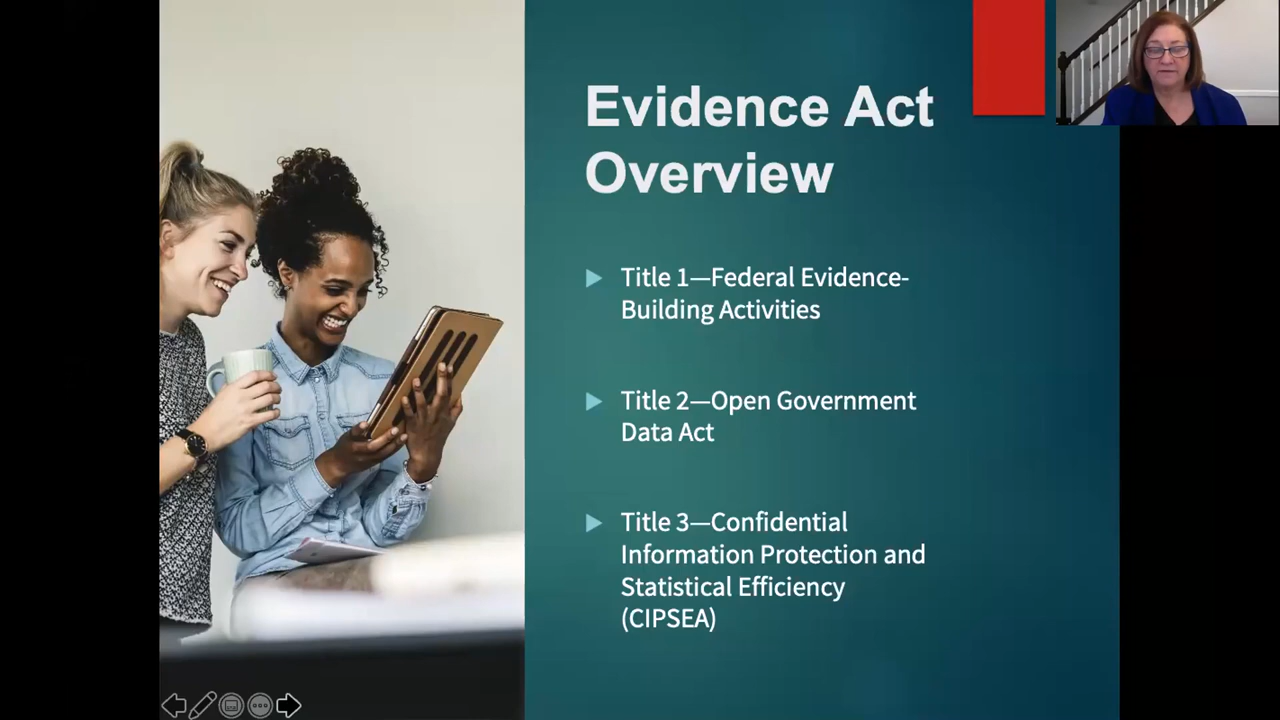 Evidence Act
Overview
Title 1—Federal Evidence-
Building Activities
Title 2—Open Government
Data Act
Title 3—Confidential
Information Protection and
Statistical Efficiency
(CIPSEA)